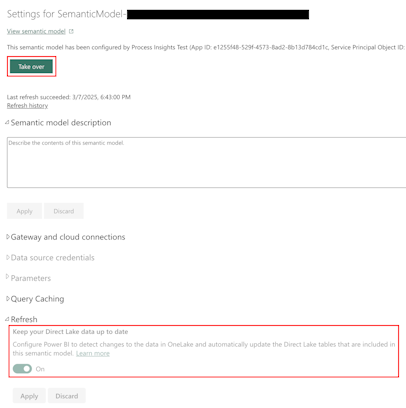 Settings for SemanticModel-
View semantic model
This semantic model has been configured by Process Insights Test (App ID: e1255f48-529f-4573-8ad2-8b13d784cd1c, Service Principal Object ID:
Take over
Last refresh succeeded: 3/7/2025, 6:43:00 PM
Refresh history
Semantic model description
Describe the contents of this semantic model.
Apply Discard
Gateway and cloud connections
Data source credentials
Parameters
Query Caching
Refresh
Keep your Direct Lake data up to date
Configure Power BI to detect changes to the data in OneLake and automatically update the Direct Lake tables that are included
in this semantic model. Learn more
On
Apply Discard